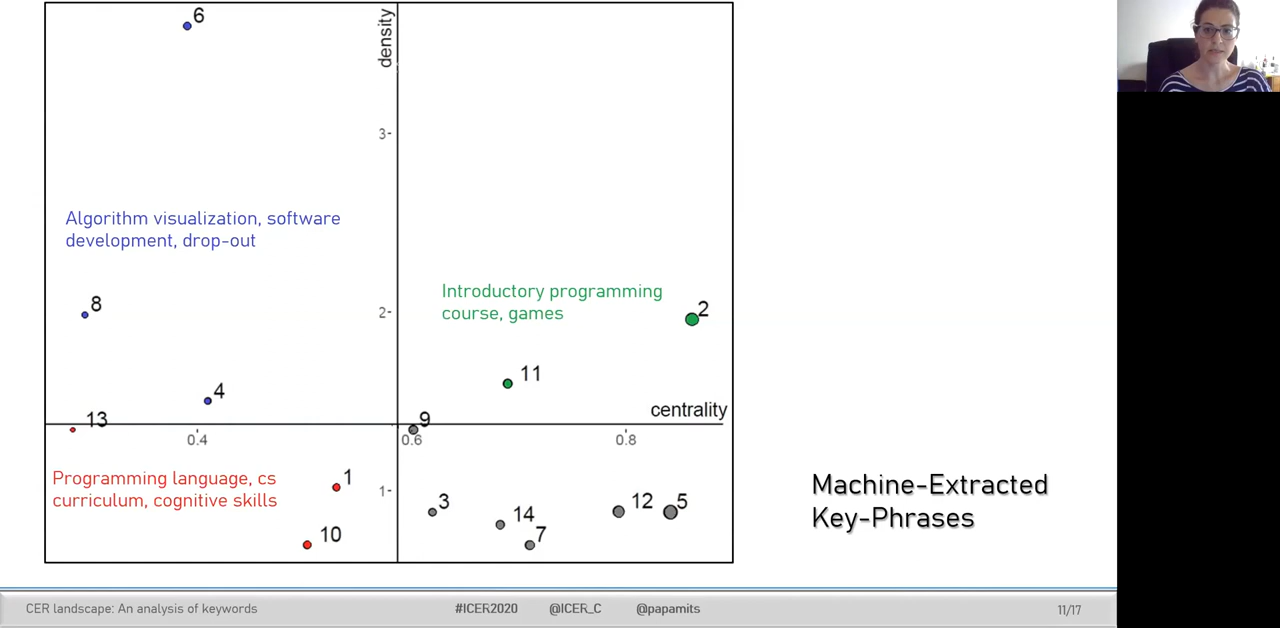 6
density
3-
Algorithm visualization, software
development, drop-out
8
2-
Introductory programming
course, games
2
11
4
centrality
13
9
0.4
0.6
0.8
Programming language, cs
curriculum, cognitive skills
1
1-
3
12
5
14
10
7
Machine-Extracted
Key-Phrases
CER landscape: An analysis of keywords
#ICER2020
@ICER_C
@papamits
11/17